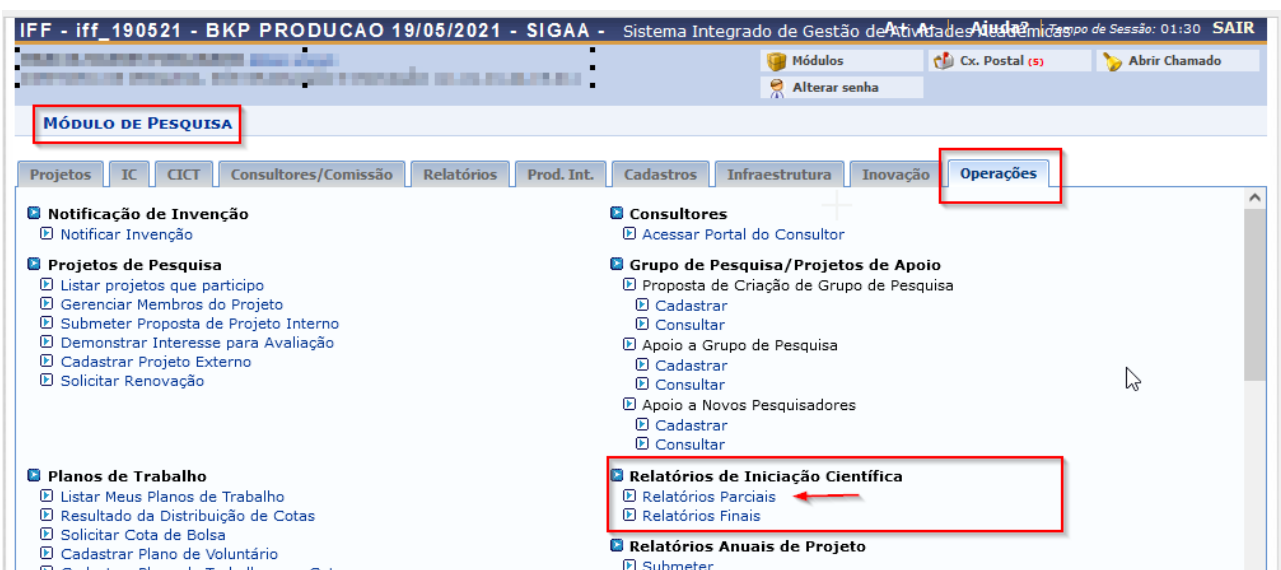 IFF - iff_190521 - BKP PRODUCAO 19/05/2021 - SIGAA - Sistema Integrado de Gestão de Atividades Acadêmicas
A+ A- Ajuda? Tempo de Sessão: 01:30 SAIR
Módulos Cx. Postal (5) Abrir Chamado
Alterar senha
MÓDULO DE PESQUISA
Projetos IC CICT Consultores/Comissão Relatórios Prod. Int. Cadastros Infraestrutura Inovação Operações
Notificação de Invenção
Notificar Invenção
Projetos de Pesquisa
Listar projetos que participo
Gerenciar Membros do Projeto
Submeter Proposta de Projeto Interno
Demonstrar Interesse para Avaliação
Cadastrar Projeto Externo
Solicitar Renovação
Planos de Trabalho
Listar Meus Planos de Trabalho
Resultado da Distribuição de Cotas
Solicitar Cota de Bolsa
Cadastrar Plano de Voluntário
Consultores
Acessar Portal do Consultor
Grupo de Pesquisa/Projetos de Apoio
Proposta de Criação de Grupo de Pesquisa
Cadastrar
Consultar
Apoio a Grupo de Pesquisa
Cadastrar
Consultar
Apoio a Novos Pesquisadores
Cadastrar
Consultar
Relatórios de Iniciação Científica
Relatórios Parciais
Relatórios Finais
Relatórios Anuais de Projeto
Submeter